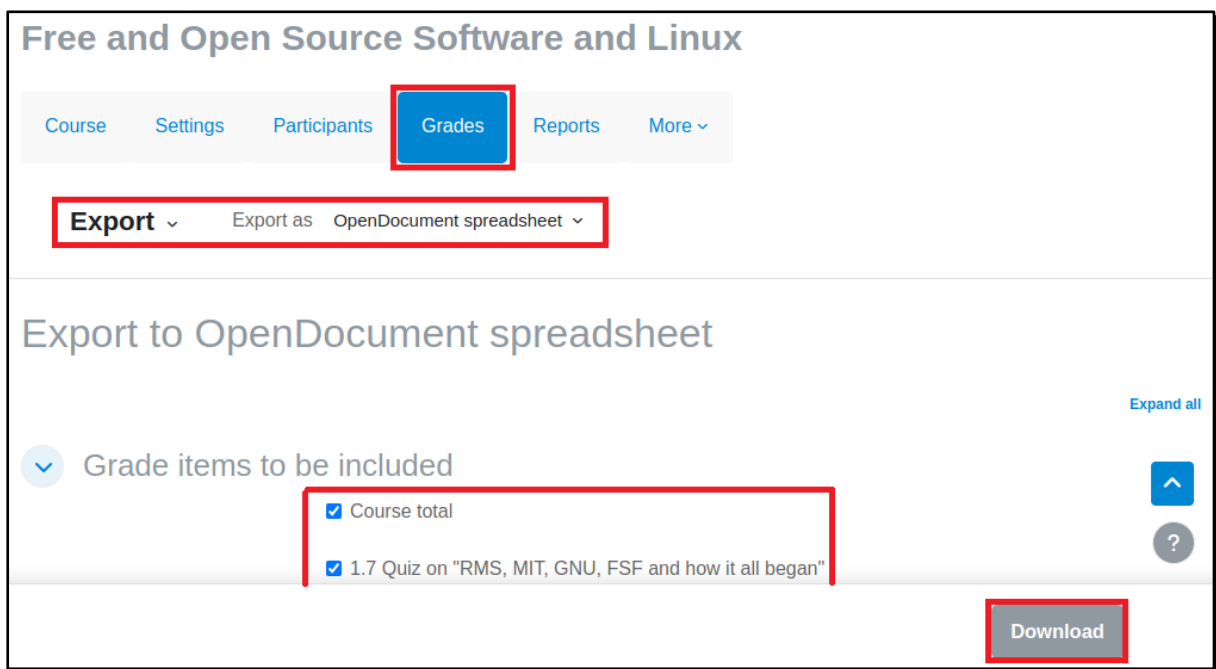 Free and Open Source Software and Linux
Course Settings Participants Grades Reports More
Export Export as OpenDocument spreadsheet
Export to OpenDocument spreadsheet
Expand all
Grade items to be included
Course total
?
1.7 Quiz on "RMS, MIT, GNU, FSF and how it all began"
Download